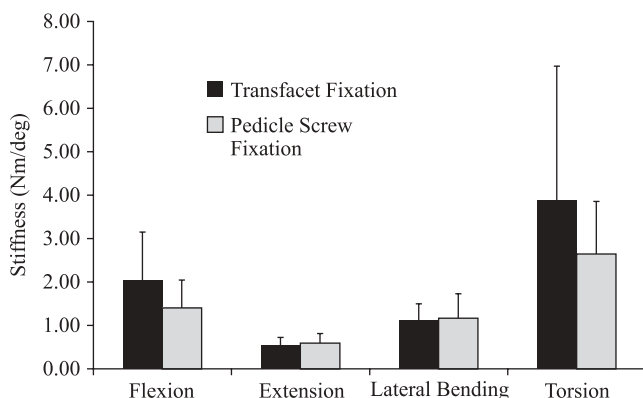 8.00
7.00
6.00
5.00
4.00
3.00
2.00
1.00
0.00
Stiffness (Nm/deg)
Transfacet Fixation
Pedicle Screw
Fixation
Flexion
Extension
Lateral Bending
Torsion